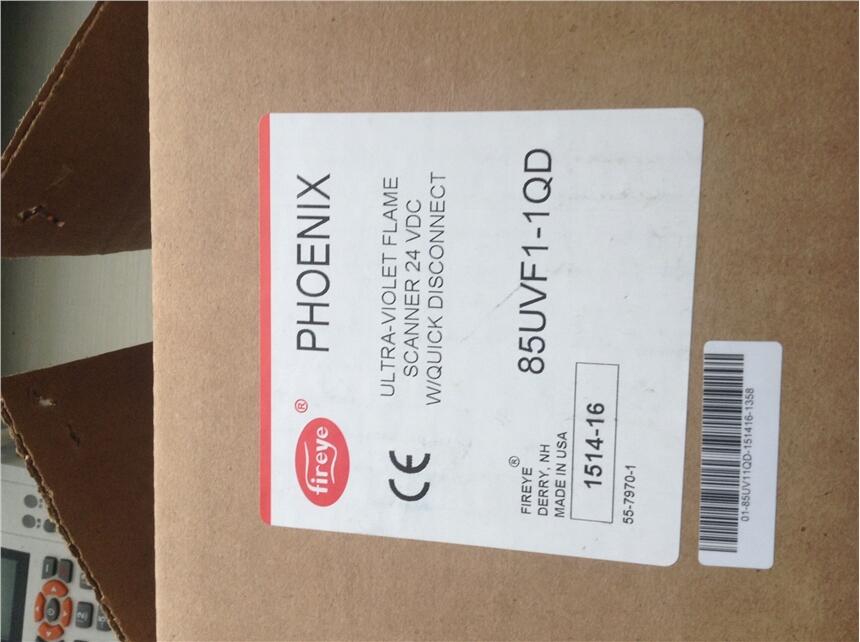 fireye®
PHOENIX
CE
ULTRA-VIOLET FLAME
SCANNER 24 VDC
W/QUICK DISCONNECT
FIREYE®
DERRY, NH
MADE IN USA
85UVF1-1QD
1514-16
55-7970-1
01-85UV11QD-151416-1358